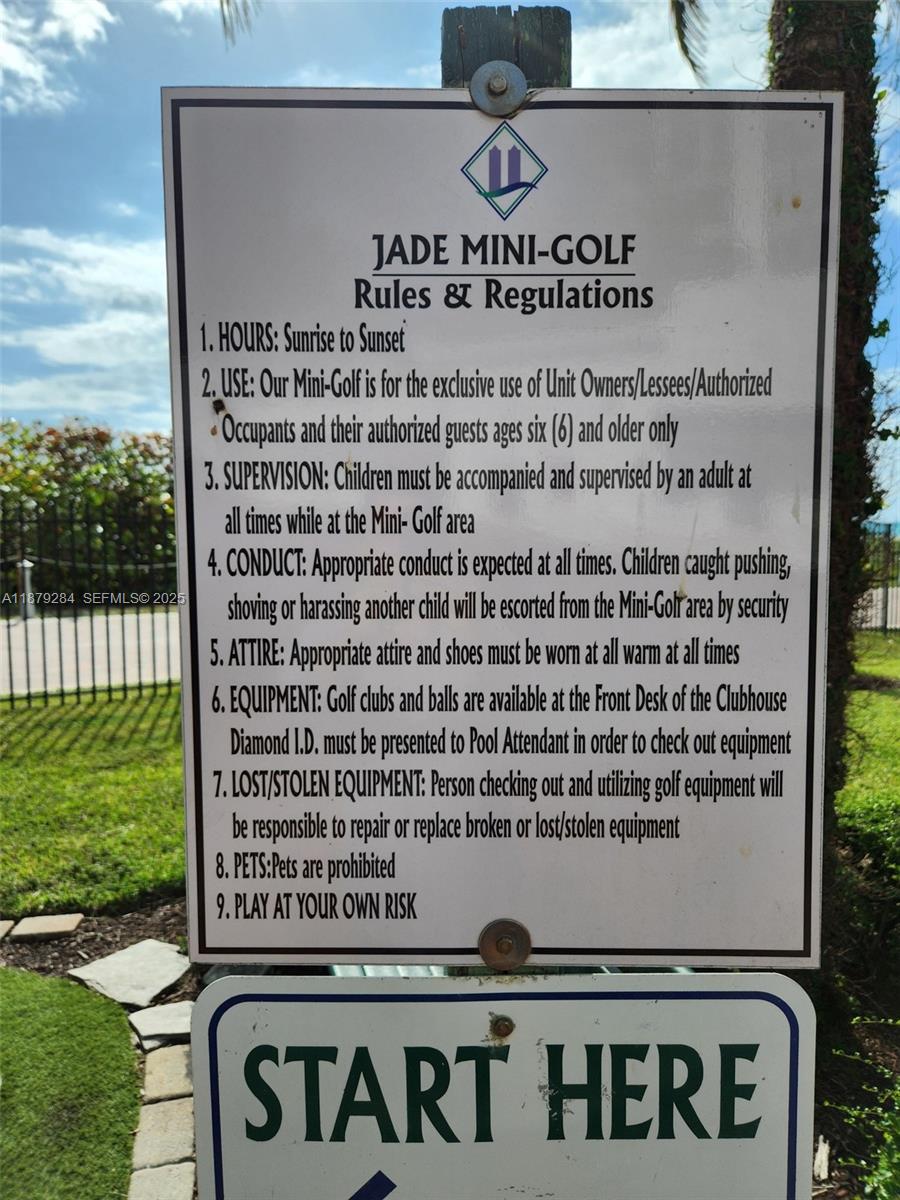 JADE MINI-GOLF
Rules & Regulations
1. HOURS: Sunrise to Sunset
2. USE: Our Mini-Golf is for the exclusive use of Unit Owners/Lessees/Authorized
Occupants and their authorized guests ages six (6) and older only
3. SUPERVISION: Children must be accompanied and supervised by an adult at
all times while at the Mini- Golf area
4. CONDUCT: Appropriate conduct is expected at all times. Children caught pushing,
shoving or harassing another child will be escorted from the Mini-Golf area by security
A11879284 SEFMLS© 2025
5. ATTIRE: Appropriate attire and shoes must be worn at all warm at all times
6. EQUIPMENT: Golf clubs and balls are available at the Front Desk of the Clubhouse
Diamond I.D. must be presented to Pool Attendant in order to check out equipment
7. LOST/STOLEN EQUIPMENT: Person checking out and utilizing golf equipment will
be responsible to repair or replace broken or lost/stolen equipment
8. PETS:Pets are prohibited
9. PLAY AT YOUR OWN RISK
START HERE